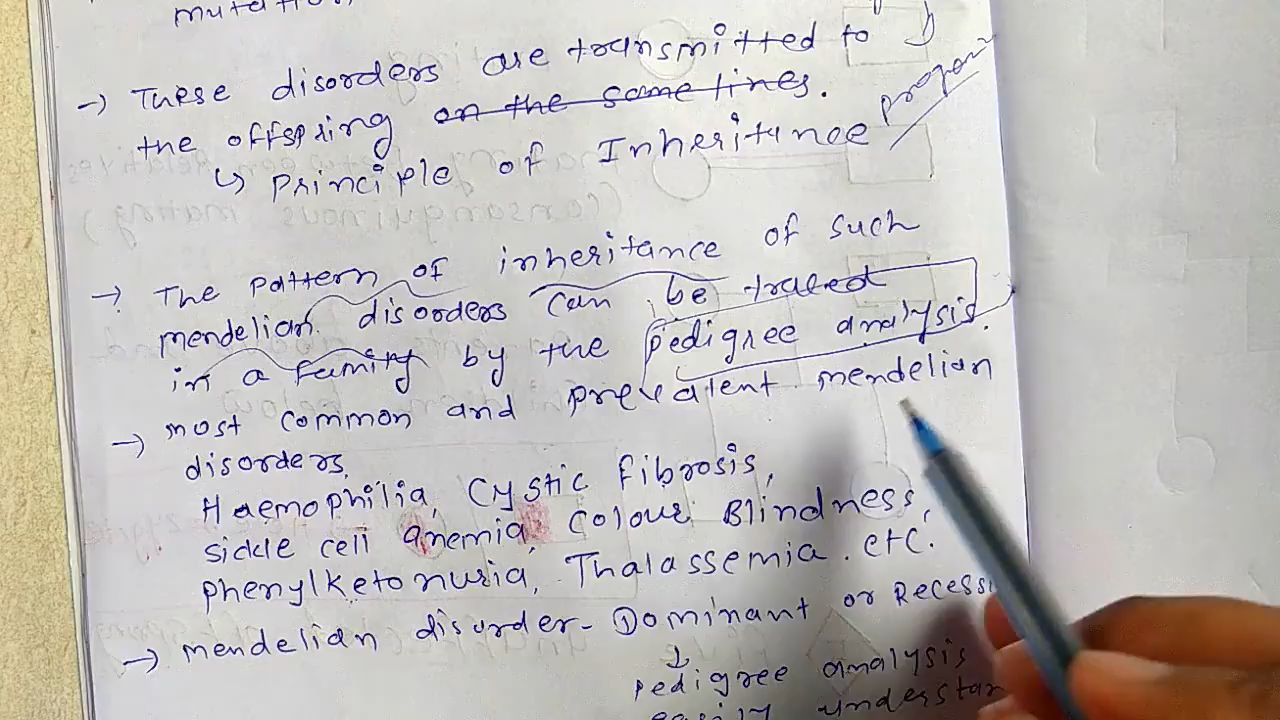 mutation.
→ These disorders are transmitted to
the offspring on the same lines.
↳ Principle of Inheritance
→ The pattern of inheritance of such
mendelian disorders can be traced
in a family by the pedigree analysis.
→ most common and prevalent mendelian
disorders.
Haemophilia, Cystic fibrosis,
sickle cell anemia, Colour Blindness,
phenylketonuria, Thalassemia. etc.
→ mendelian disorder - Dominant or
↓
pedigree analysis
easily